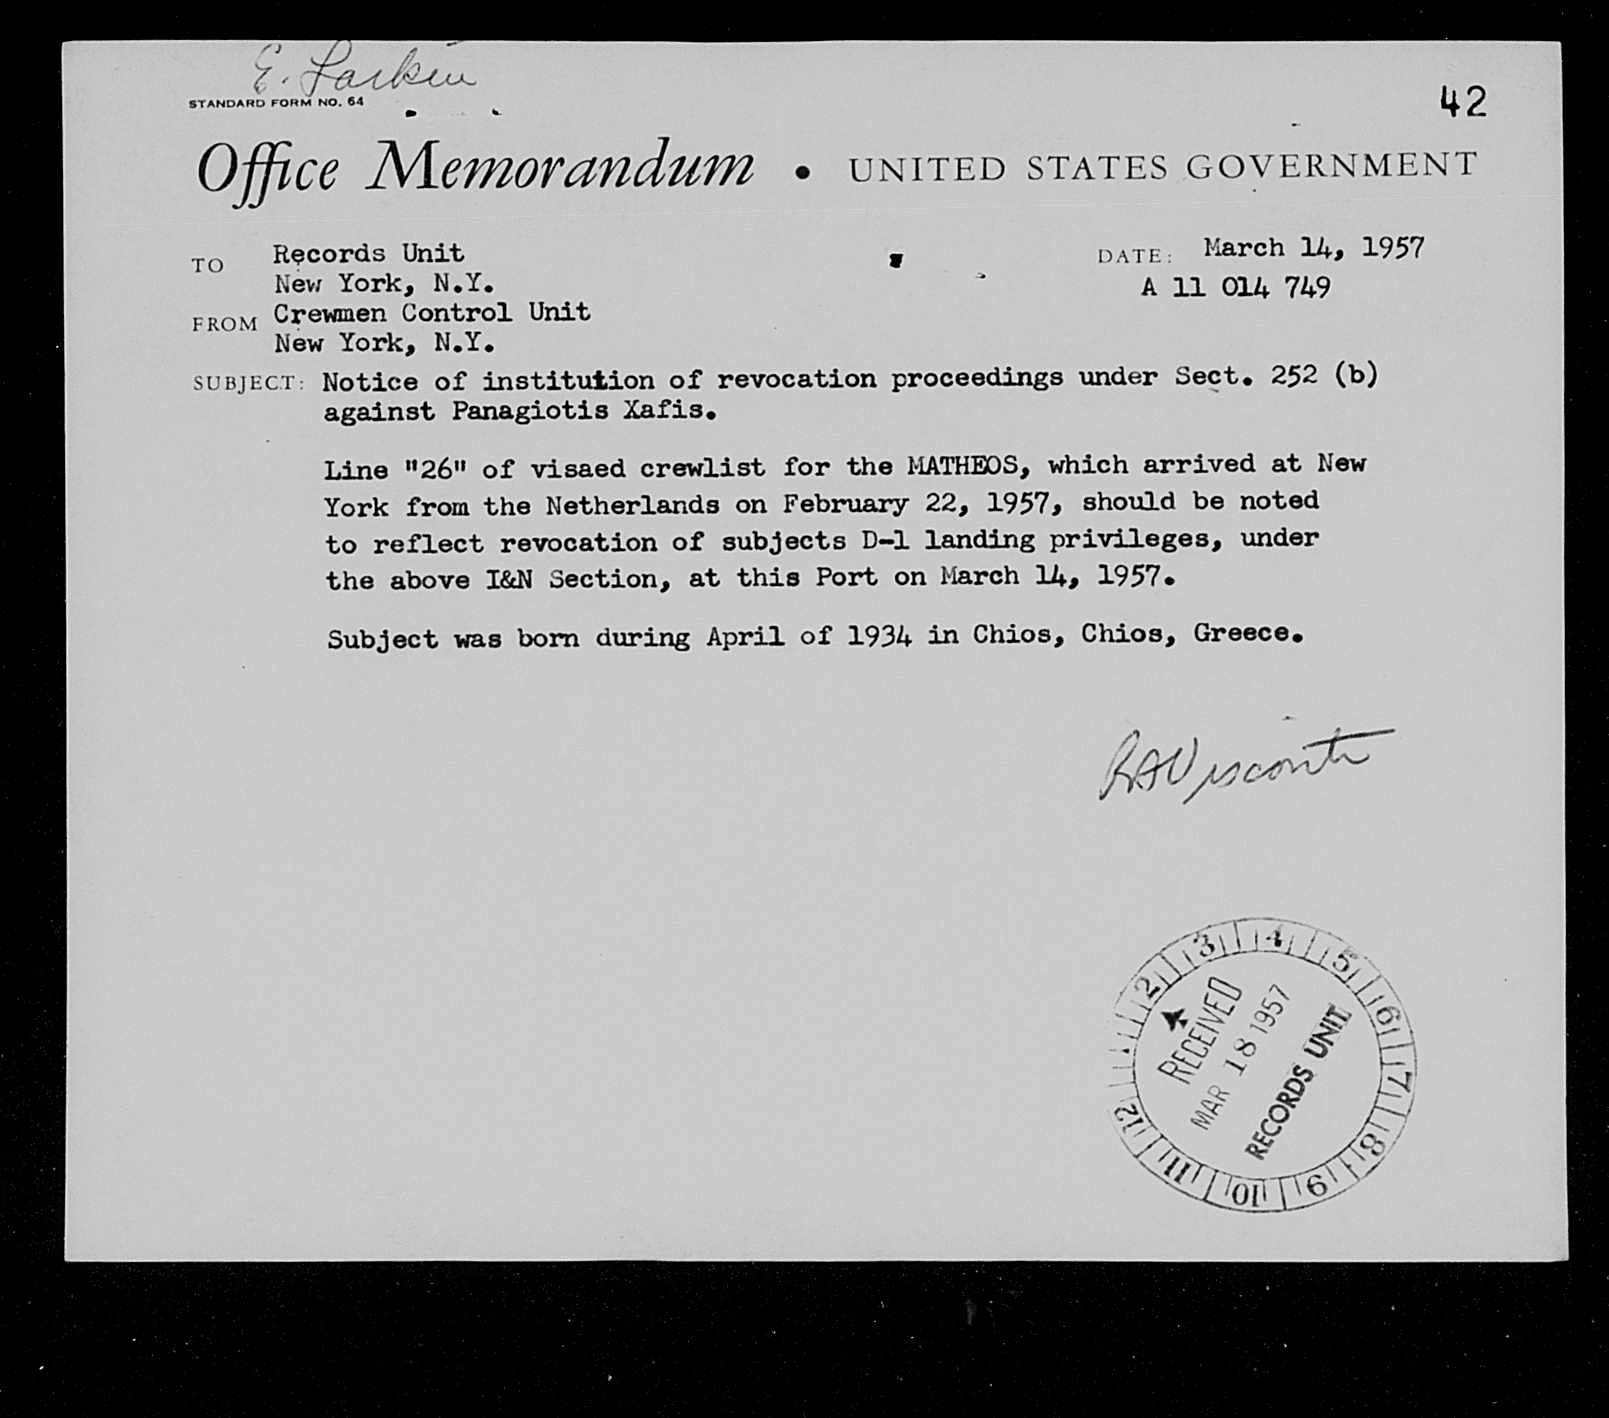 E. Larkin
STANDARD FORM NO. 64
42
Office Memorandum • UNITED STATES GOVERNMENT
TO Records Unit
New York, N.Y.
DATE: March 14, 1957
A 11 014 749
FROM Crewmen Control Unit
New York, N.Y.
SUBJECT: Notice of institution of revocation proceedings under Sect. 252 (b)
against Panagiotis Xafis.
Line "26" of visaed crewlist for the MATHEOS, which arrived at New
York from the Netherlands on February 22, 1957, should be noted
to reflect revocation of subjects D-1 landing privileges, under
the above I&N Section, at this Port on March 14, 1957.
Subject was born during April of 1934 in Chios, Chios, Greece.
RAVisconti
2 3 4 5 6 7 8 9 10 11 12
RECEIVED
MAR 18 1957
RECORDS UNIT